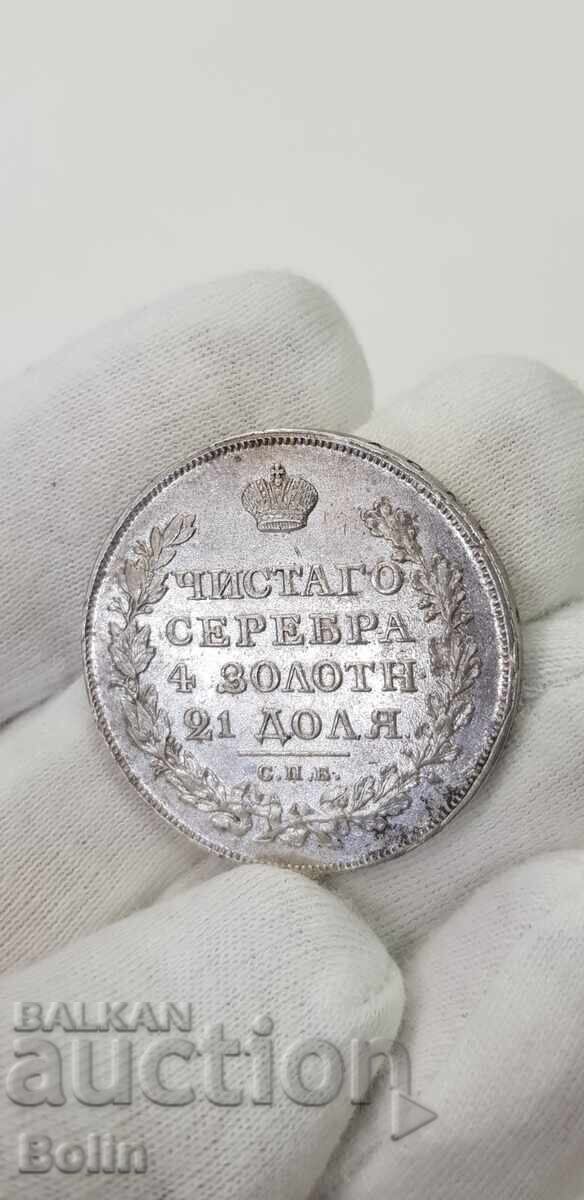 ЧИСТАГО
СЕРЕБРА
4 ЗОЛОТН.
21 ДОЛЯ.
С.П.Б.
BALKAN
auction
Bolin